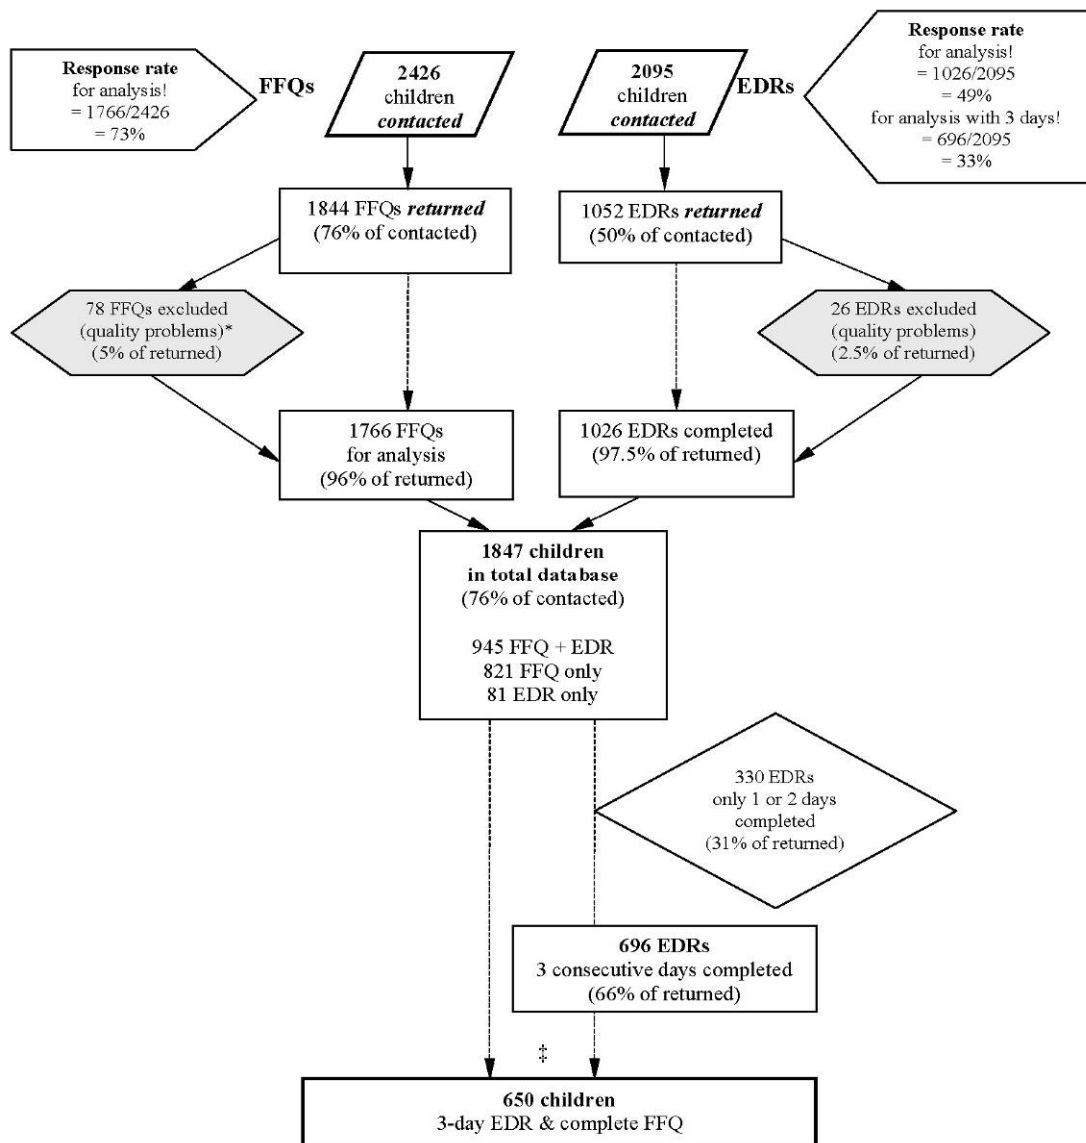 Response rate
for analysis!
= 1766/2426
= 73%
FFQs
2426
children
contacted
2095
children
contacted
EDRs
Response rate
for analysis!
= 1026/2095
= 49%
for analysis with 3 days!
= 696/2095
= 33%
1844 FFQs returned
(76% of contacted)
1052 EDRs returned
(50% of contacted)
78 FFQs excluded
(quality problems)*
(5% of returned)
26 EDRs excluded
(quality problems)
(2.5% of returned)
1766 FFQs
for analysis
(96% of returned)
1026 EDRs completed
(97.5% of returned)
1847 children
in total database
(76% of contacted)
945 FFQ + EDR
821 FFQ only
81 EDR only
330 EDRs
only 1 or 2 days
completed
(31% of returned)
696 EDRs
3 consecutive days completed
(66% of returned)
‡
650 children
3-day EDR & complete FFQ